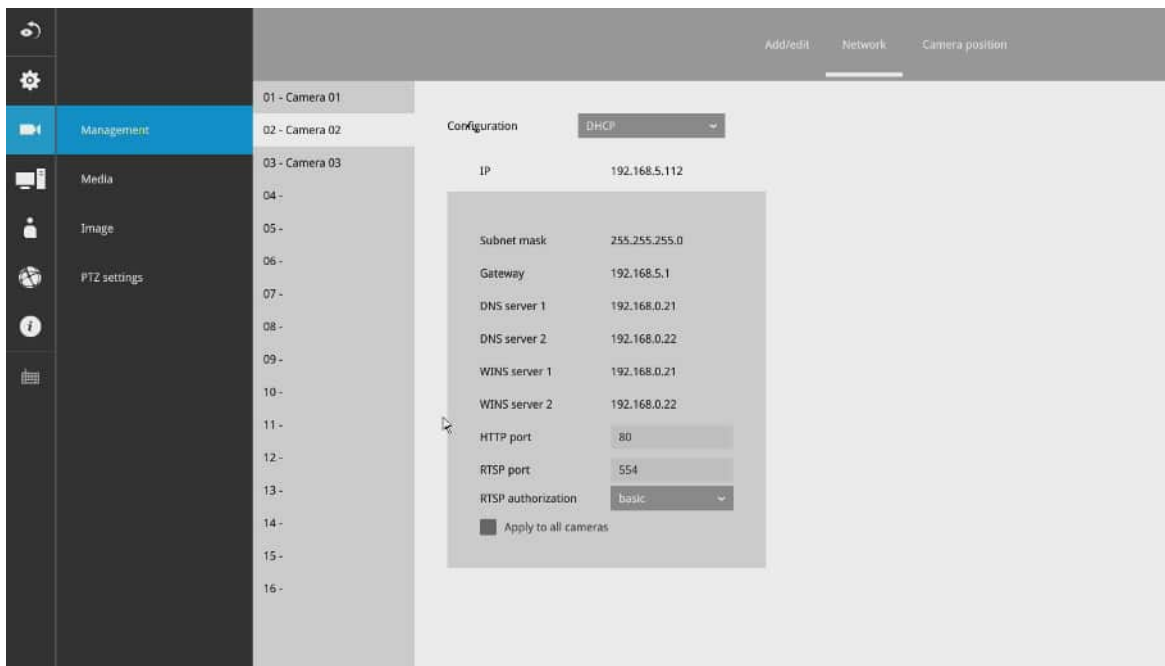 Add/edit Network Camera position
Management
Media
Image
PTZ settings
01 - Camera 01
02 - Camera 02
03 - Camera 03
04 -
05 -
06 -
07 -
08 -
09 -
10 -
11 -
12 -
13 -
14 -
15 -
16 -
Configuration DHCP
IP 192.168.5.112
Subnet mask 255.255.255.0
Gateway 192.168.5.1
DNS server 1 192.168.0.21
DNS server 2 192.168.0.22
WINS server 1 192.168.0.21
WINS server 2 192.168.0.22
HTTP port 80
RTSP port 554
RTSP authorization basic
Apply to all cameras